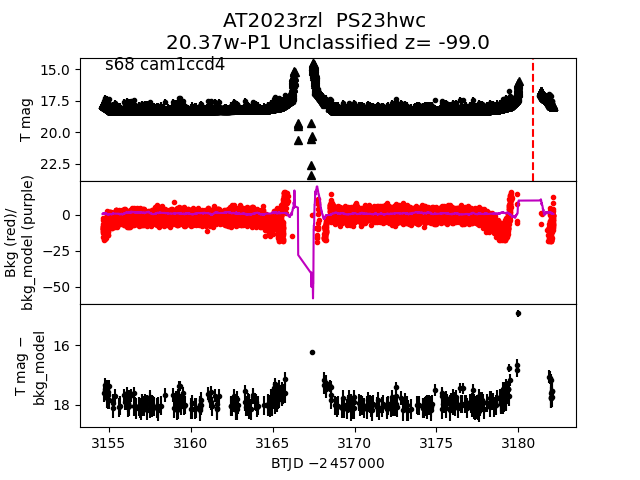 AT2023rzl  PS23hwc
20.37w-P1 Unclassified z= -99.0
s68 cam1ccd4
T mag
15.0
17.5
20.0
22.5
Bkg (red)/
bkg_model (purple)
0
−25
−50
T mag −
bkg_model
16
18
3155 3160 3165 3170 3175 3180
BTJD −2 457 000